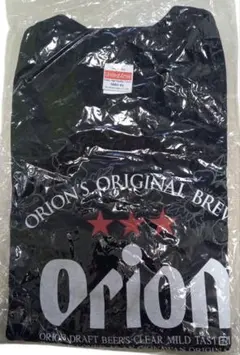 ORION'S ORIGINAL BREW
Orion
ORION DRAFT BEER'S CLEAR MILD TASTE